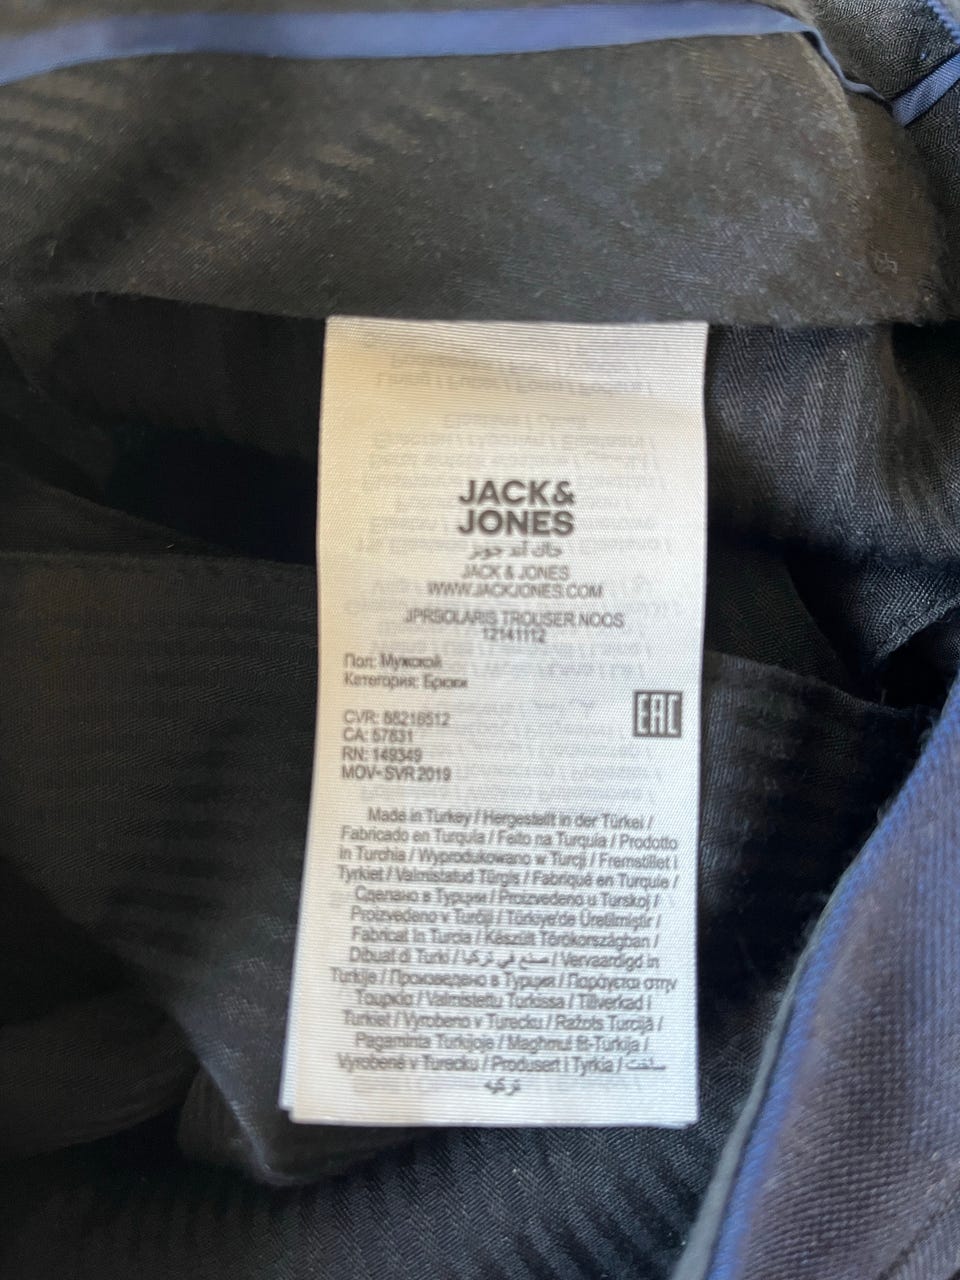 JACK&
JONES
جاك أند جونز
JACK & JONES
WWW.JACKJONES.COM
JPRSOLARIS TROUSER NOOS
12141112
Пол: Мужской
Категория: Брюки
EAC
CVR: 88216512
CA: 57831
RN: 149349
MOV- SVR 2019
Made in Turkey / Hergestellt in der Türkei /
Fabricado en Turquía / Feito na Turquia / Prodotto
in Turchia / Wyprodukowano w Turcji / Fremstillet i
Tyrkiet / Valmistatud Türgis / Fabriqué en Turquie /
Сделано в Турции / Proizvedeno u Turskoj /
Proizvedeno v Turčiji / Türkiye'de Üretilmiştir /
Fabricat în Turcia / Készült Törökországban /
Dibuat di Turki / صنع في تركيا / Vervaardigd in
Turkije / Произведено в Турция / Παράγεται στην
Τουρκία / Valmistettu Turkissa / Tillverkad i
Turkiet / Vyrobeno v Turecku / Ražots Turcijā /
Pagaminta Turkijoje / Magħmul fit-Turkija /
Vyrobené v Turecku / Produsert i Tyrkia / ساخت
ترکیه